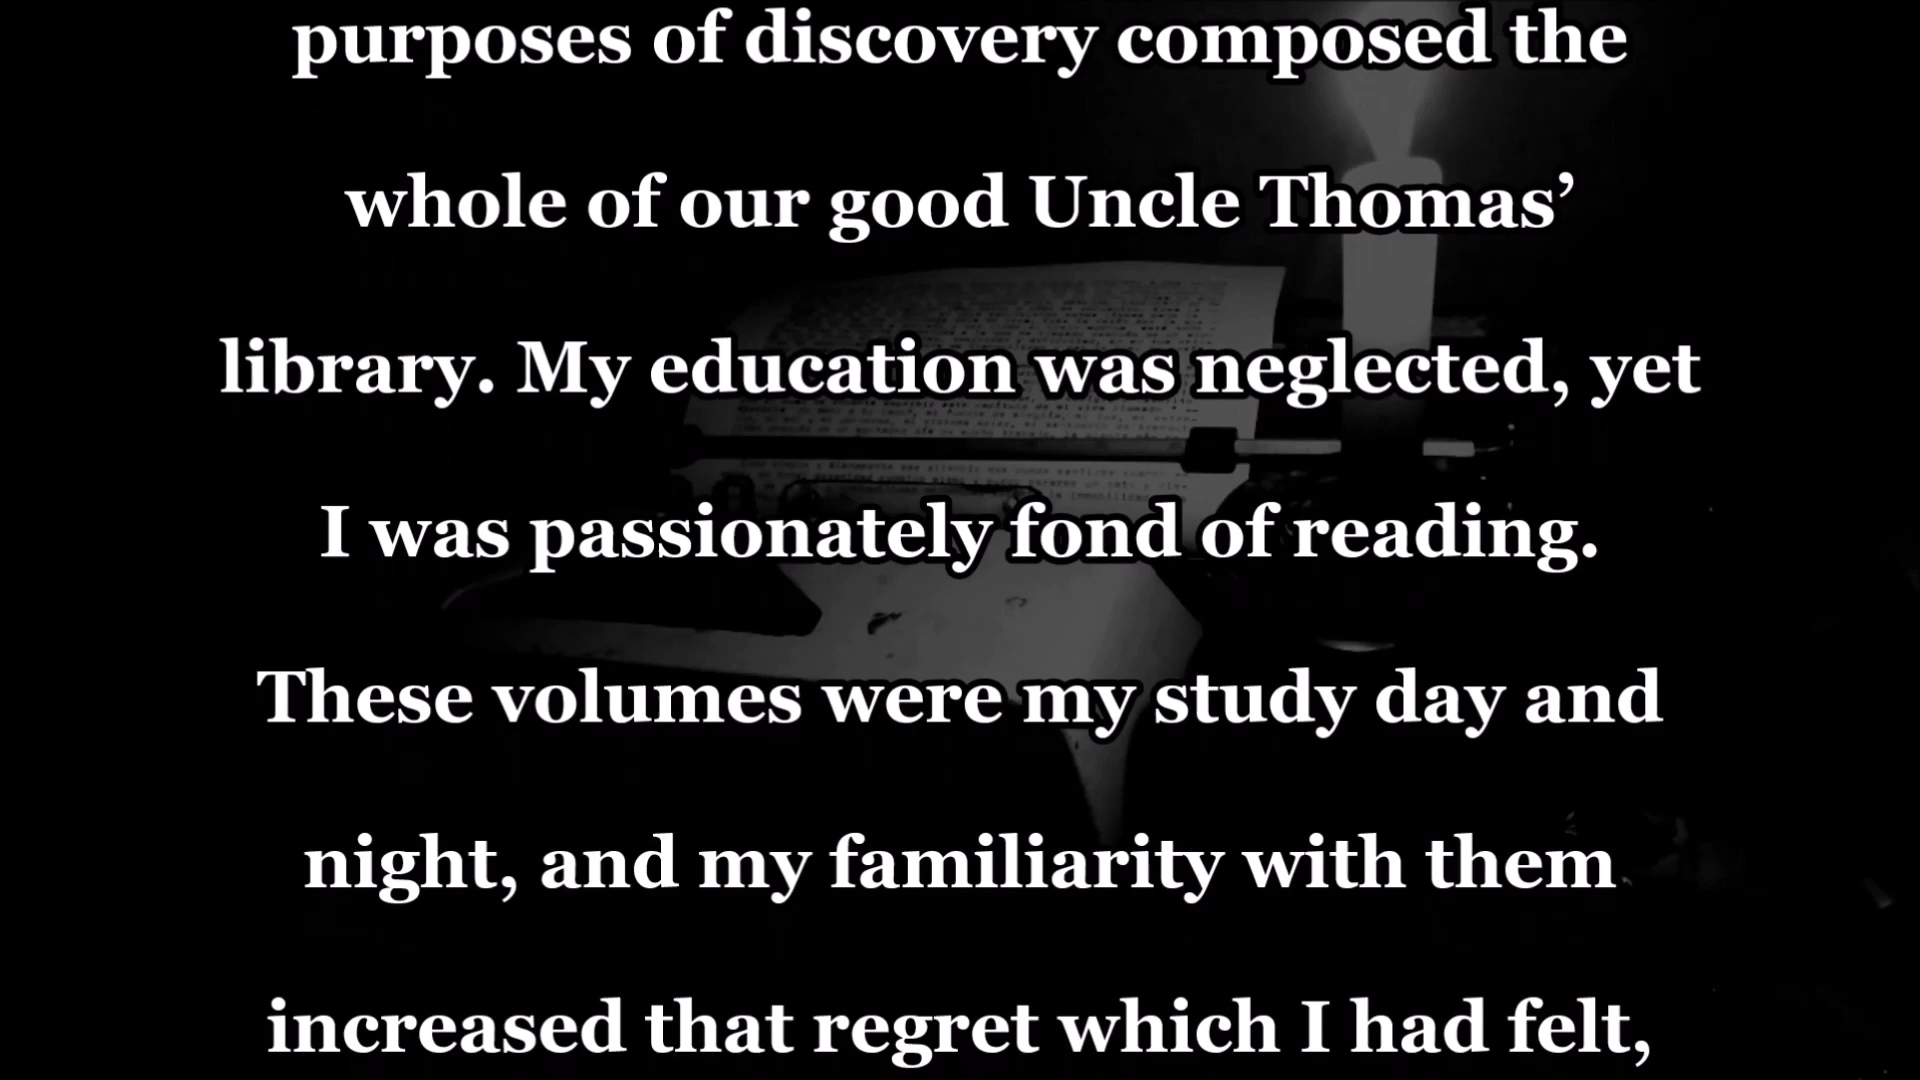 purposes of discovery composed the
whole of our good Uncle Thomas’
library. My education was neglected, yet
I was passionately fond of reading.
These volumes were my study day and
night, and my familiarity with them
increased that regret which I had felt,